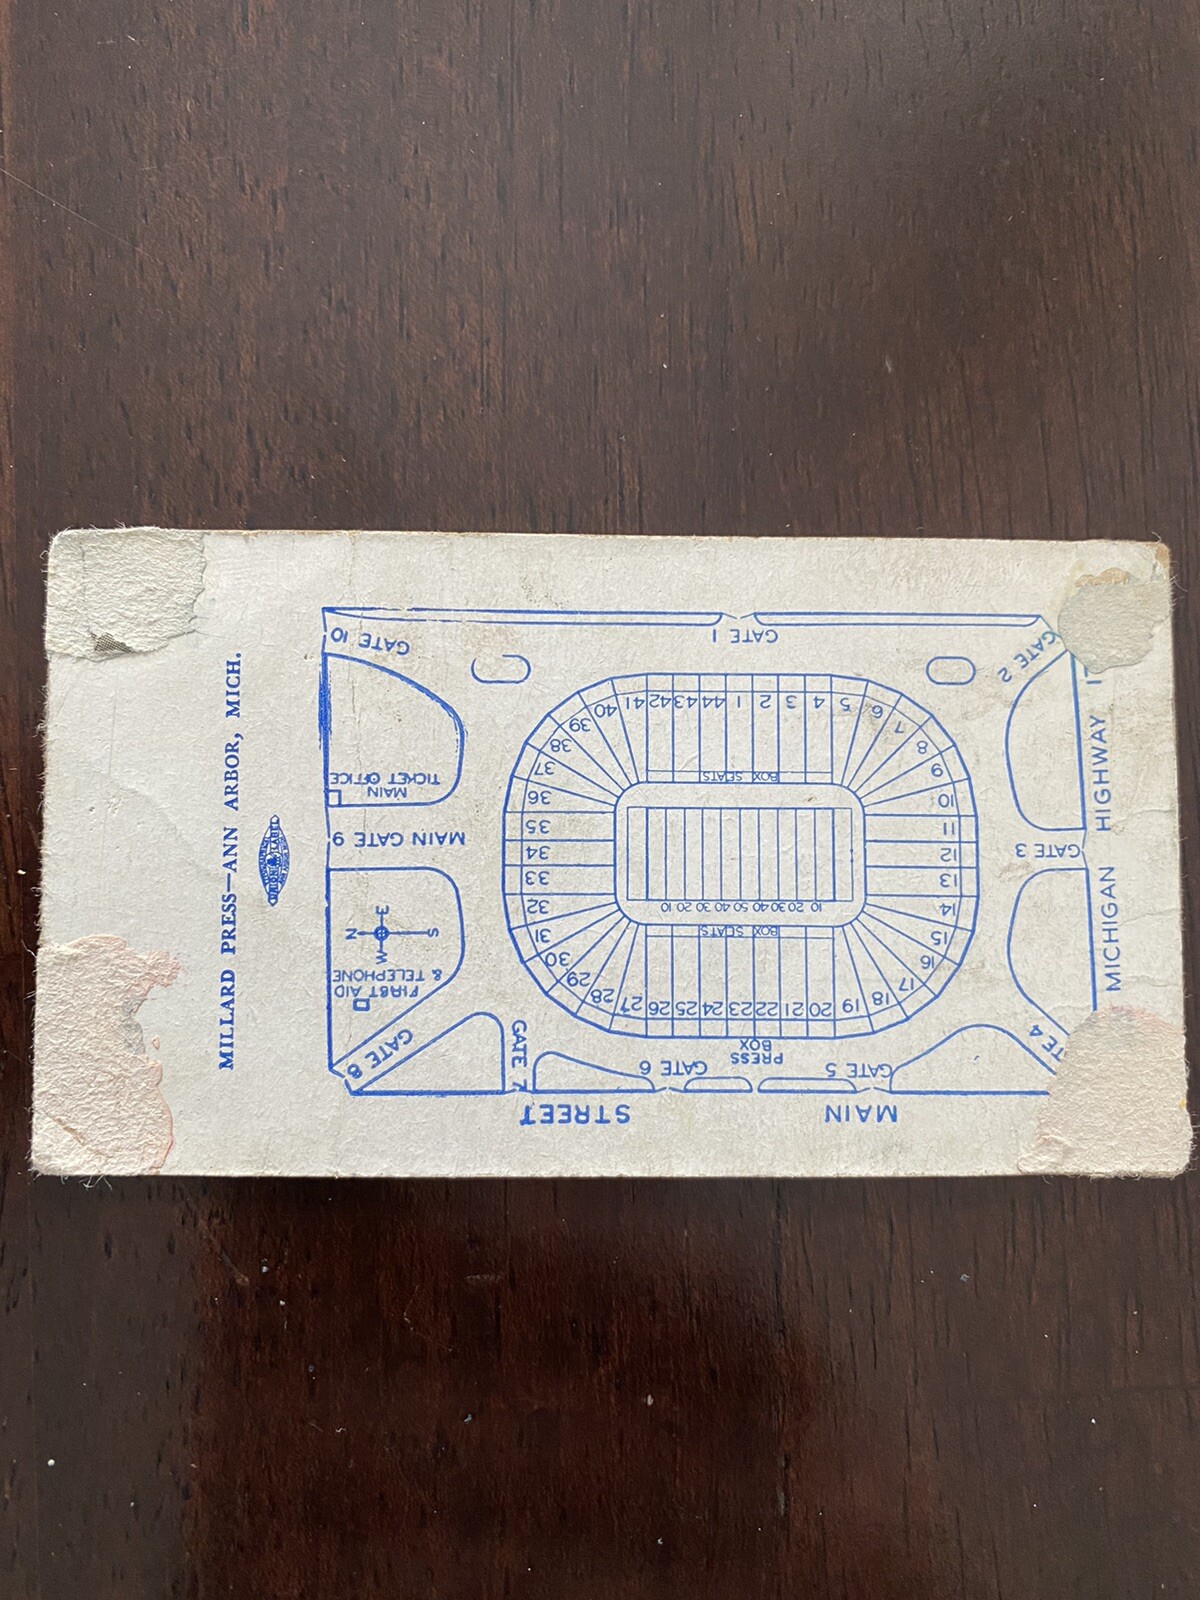 MILLARD PRESS—ANN ARBOR, MICH.
MAIN
STREET
GATE 5
GATE 6
GATE 7
GATE 8
PRESS
BOX
19 20 21 22 23 24 25 26 27
18 28
17 29
16 30
15 31
14 32
13 33
12 34
11 35
10 36
9 37
8 38
7 39
6 40
5 4 3 2 1 44 43 42 41
BOX SEATS
10 20 30 40 50 40 30 20 10
BOX SEATS
FIRST AID
& TELEPHONE
W
S N
E
MAIN GATE 9
MAIN
TICKET OFFICE
GATE 10
GATE 1
GATE 2
GATE 3
MICHIGAN HIGHWAY